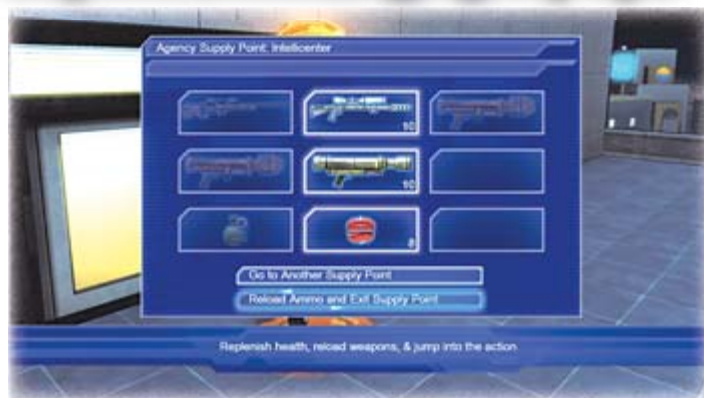 Agency Supply Point: Intellicenter
10
10
8
Go to Another Supply Point
Reload Ammo and Exit Supply Point
Replenish health, reload weapons, & jump into the action